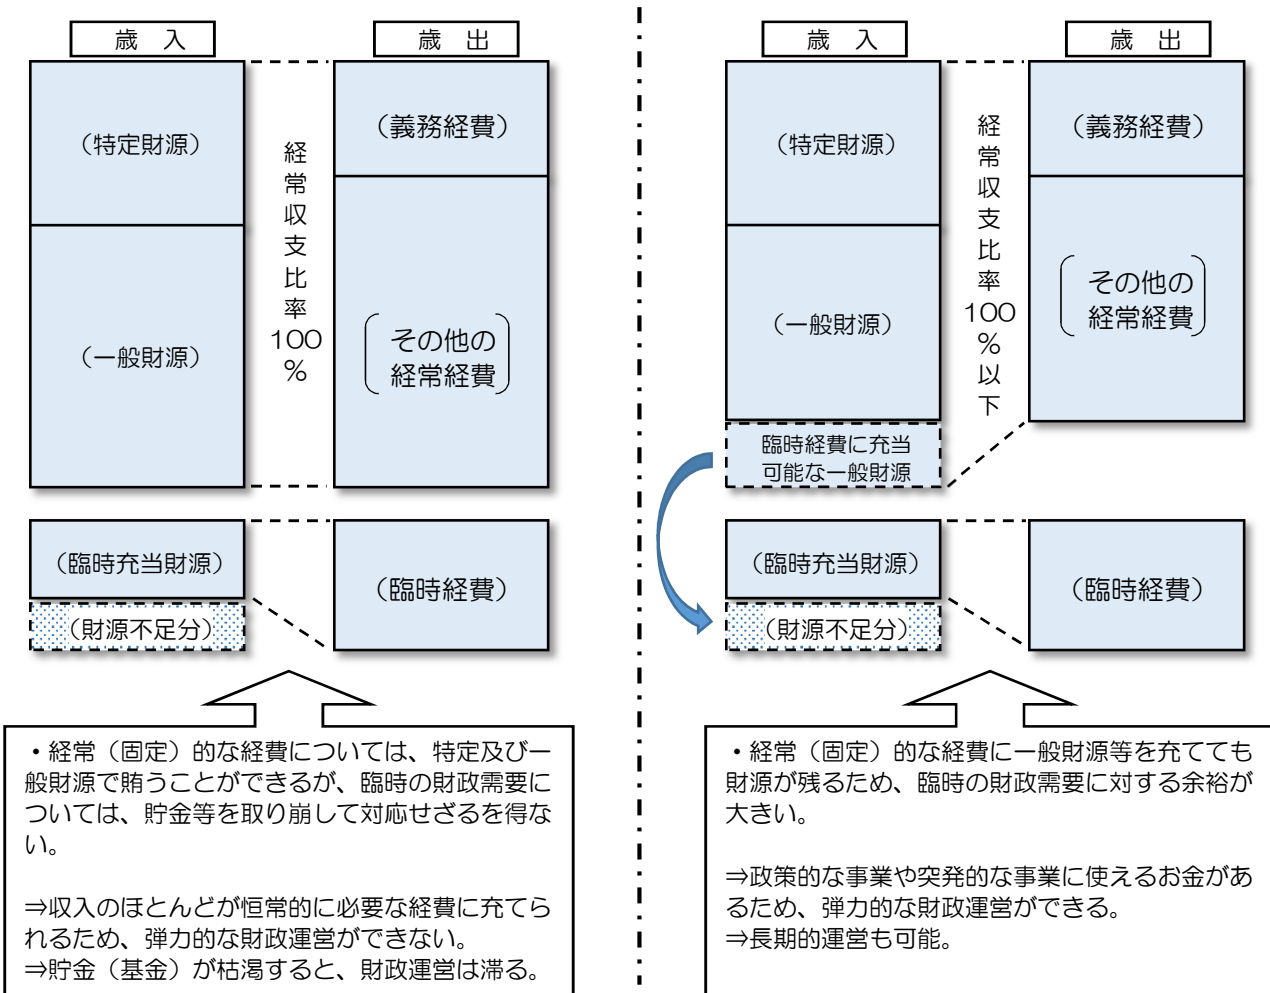 歳 入
歳 出
（特定財源）
（一般財源）
経常収支比率100%
（義務経費）
その他の
経常経費
（臨時充当財源）
（財源不足分）
（臨時経費）
・経常（固定）的な経費については、特定及び一
般財源で賄うことができるが、臨時の財政需要に
ついては、貯金等を取り崩して対応せざるを得な
い。
⇒収入のほとんどが恒常的に必要な経費に充てら
れるため、弾力的な財政運営ができない。
⇒貯金（基金）が枯渇すると、財政運営は滞る。
歳 入
歳 出
（特定財源）
（一般財源）
臨時経費に充当
可能な一般財源
経常収支比率100%以下
（義務経費）
その他の
経常経費
（臨時充当財源）
（財源不足分）
（臨時経費）
・経常（固定）的な経費に一般財源等を充てても
財源が残るため、臨時の財政需要に対する余裕が
大きい。
⇒政策的な事業や突発的な事業に使えるお金があ
るため、弾力的な財政運営ができる。
⇒長期的運営も可能。